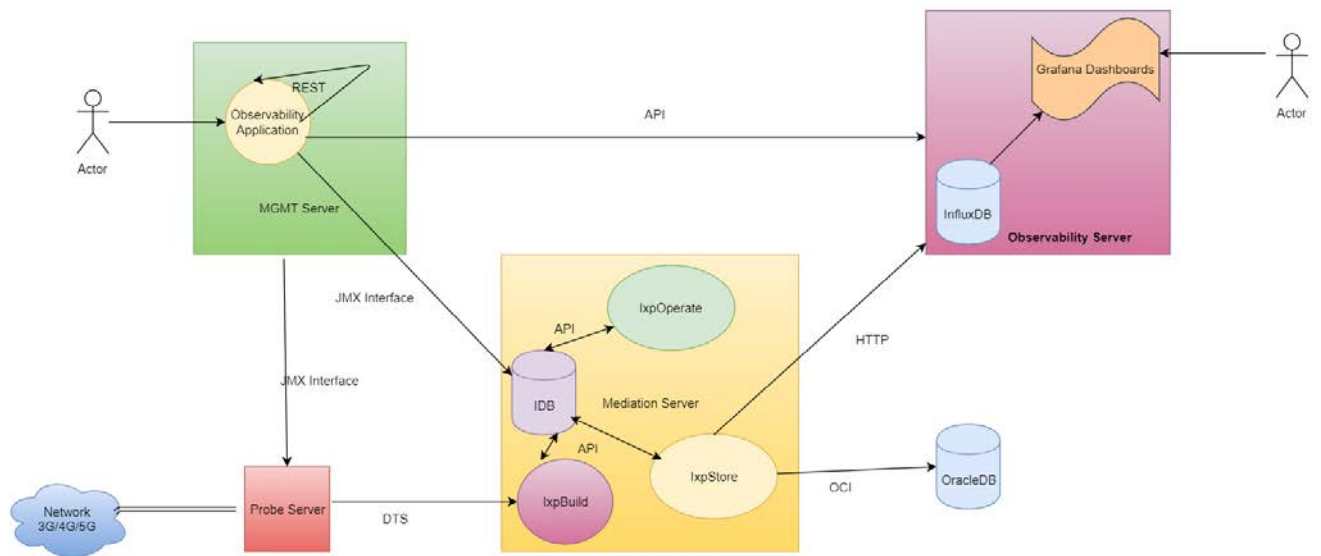 Grafana Dashboards
REST
Observability
Application
API
Actor
Actor
MGMT Server
InfluxDB
Observability Server
JMX Interface
IxpOperate
API
HTTP
JMX Interface
IDB
Mediation Server
API
IxpStore
OCI
OracleDB
Network
3G/4G/5G
Probe Server
DTS
IxpBuild